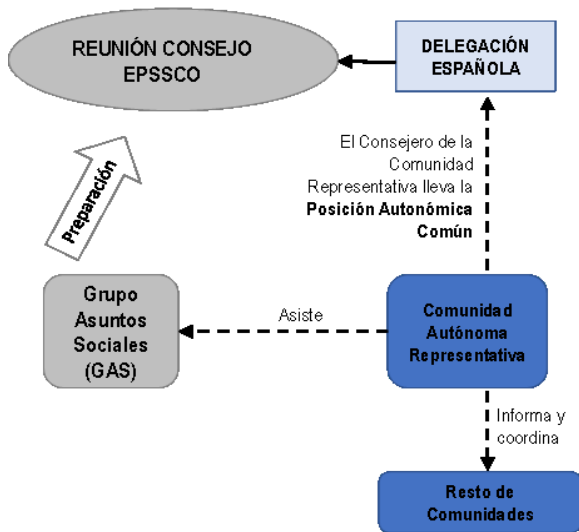 REUNIÓN CONSEJO
EPSSCO
DELEGACIÓN
ESPAÑOLA
El Consejero de la
Comunidad
Representativa lleva la
Posición Autonómica
Común
Preparación
Grupo
Asuntos
Sociales
(GAS)
Asiste
Comunidad
Autónoma
Representativa
Informa y
coordina
Resto de
Comunidades